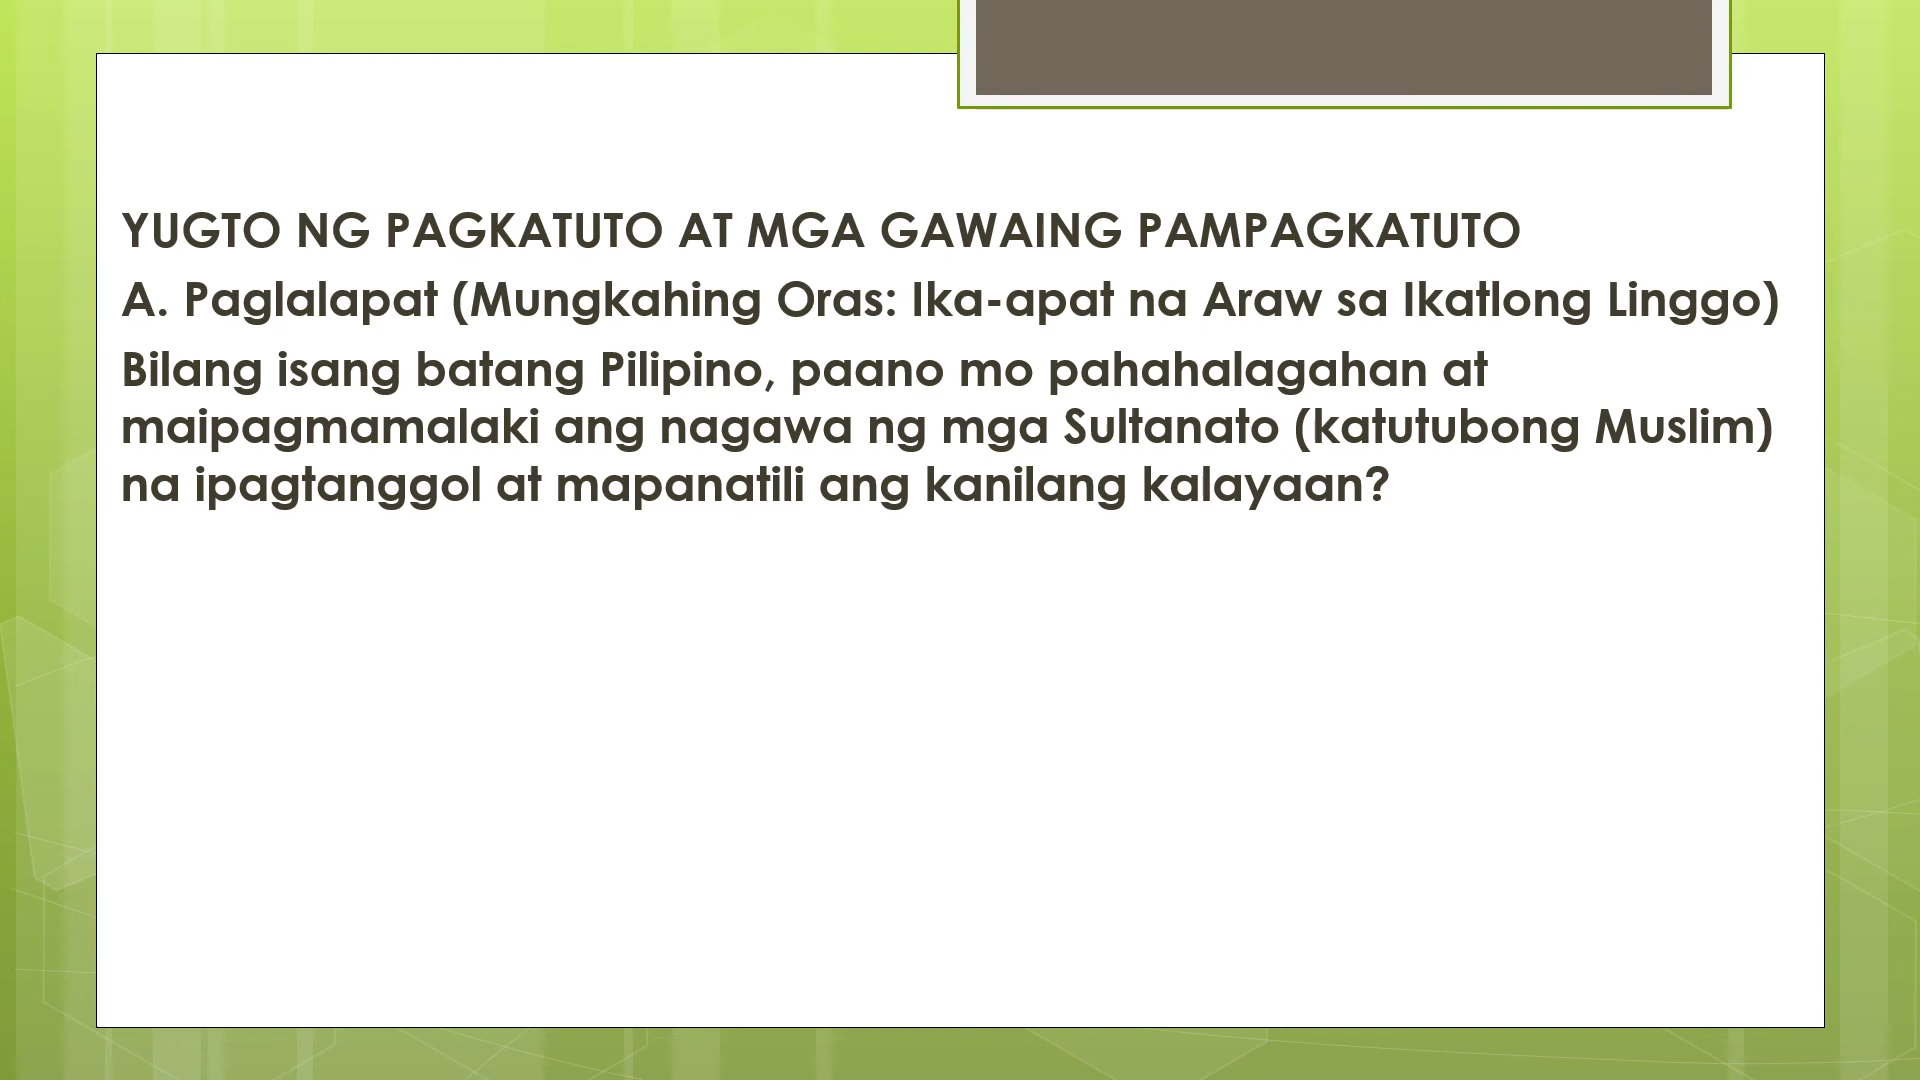 YUGTO NG PAGKATUTO AT MGA GAWAING PAMPAGKATUTO
A. Paglalapat (Mungkahing Oras: Ika-apat na Araw sa Ikatlong Linggo)
Bilang isang batang Pilipino, paano mo pahahalagahan at
maipagmamalaki ang nagawa ng mga Sultanato (katutubong Muslim)
na ipagtanggol at mapanatili ang kanilang kalayaan?